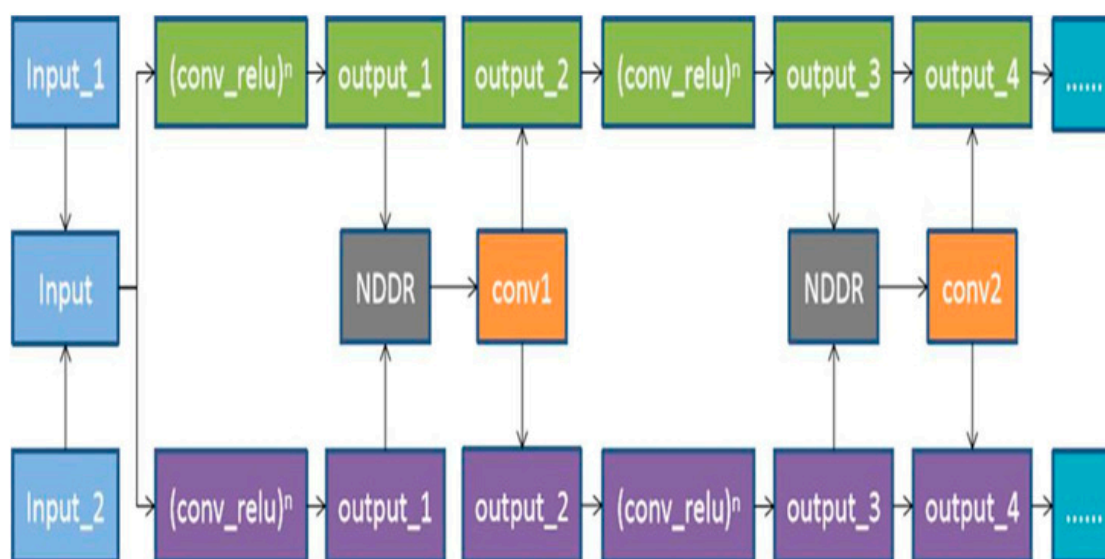 Input_1
(conv_relu)ⁿ
output_1
output_2
(conv_relu)ⁿ
output_3
output_4
......
Input
NDDR
conv1
NDDR
conv2
Input_2
(conv_relu)ⁿ
output_1
output_2
(conv_relu)ⁿ
output_3
output_4
......